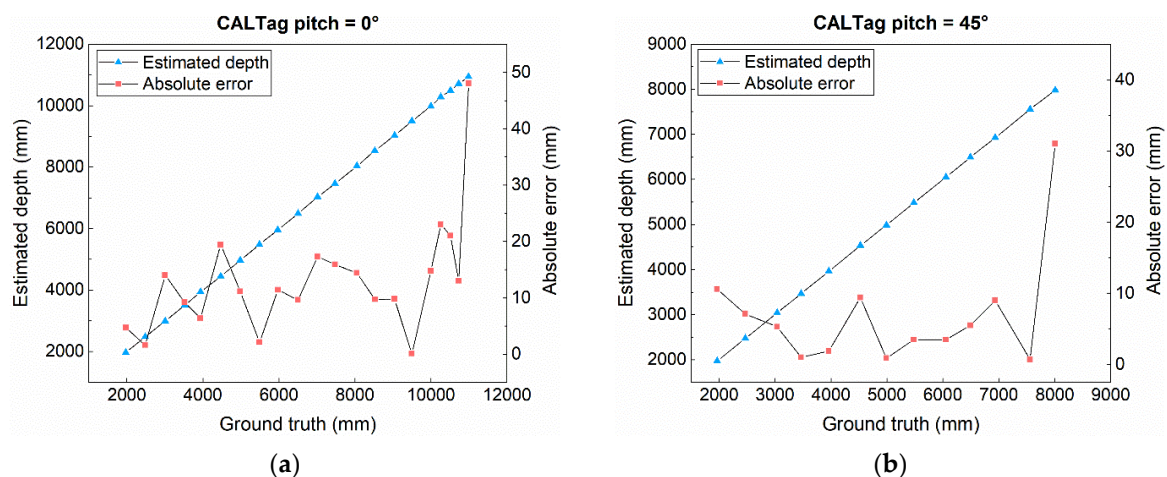 CALTag pitch = 0°
12000
10000
8000
6000
4000
2000
Estimated depth (mm)
Estimated depth
Absolute error
50
40
30
20
10
0
Absolute error (mm)
2000 4000 6000 8000 10000 12000
Ground truth (mm)
(a)
CALTag pitch = 45°
9000
8000
7000
6000
5000
4000
3000
2000
Estimated depth (mm)
Estimated depth
Absolute error
40
30
20
10
0
Absolute error (mm)
2000 3000 4000 5000 6000 7000 8000 9000
Ground truth (mm)
(b)